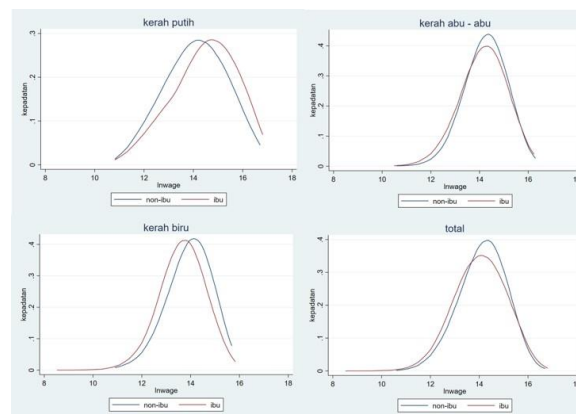 kerah putih
kepadatan
.3
.2
.1
0
8 10 12 14 16 18
lnwage
non-ibu ibu
kerah abu - abu
kepadatan
.4
.3
.2
.1
0
8 10 12 14 16 18
lnwage
non-ibu ibu
kerah biru
kepadatan
.4
.3
.2
.1
0
8 10 12 14 16 18
lnwage
non-ibu ibu
total
kepadatan
.4
.3
.2
.1
0
8 10 12 14 16 18
lnwage
non-ibu ibu